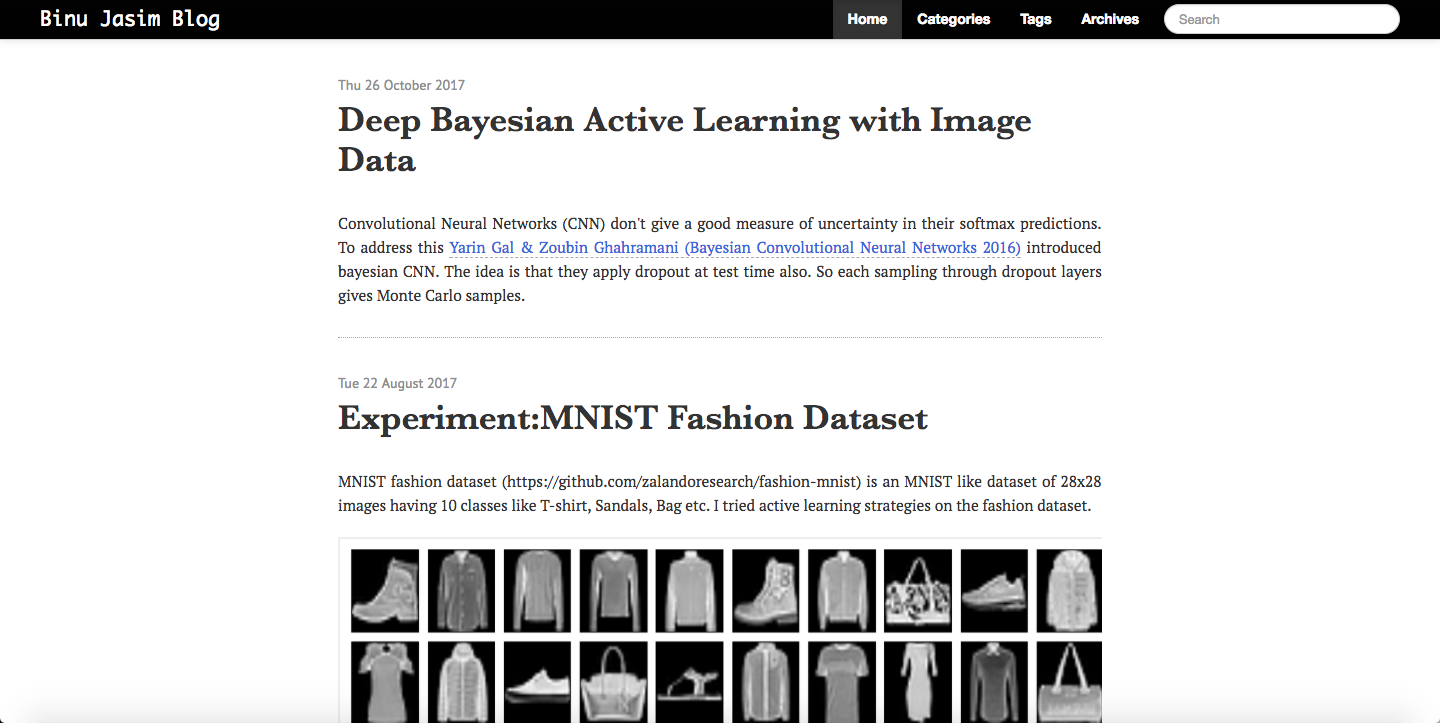 Binu Jasim Blog
Home Categories Tags Archives Search
Thu 26 October 2017
Deep Bayesian Active Learning with Image
Data
Convolutional Neural Networks (CNN) don't give a good measure of uncertainty in their softmax predictions.
To address this Yarin Gal & Zoubin Ghahramani (Bayesian Convolutional Neural Networks 2016) introduced
bayesian CNN. The idea is that they apply dropout at test time also. So each sampling through dropout layers
gives Monte Carlo samples.
Tue 22 August 2017
Experiment:MNIST Fashion Dataset
MNIST fashion dataset (https://github.com/zalandoresearch/fashion-mnist) is an MNIST like dataset of 28x28
images having 10 classes like T-shirt, Sandals, Bag etc. I tried active learning strategies on the fashion dataset.